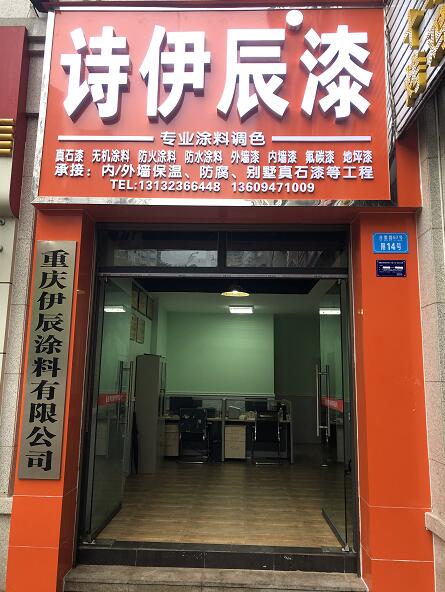 诗伊辰漆
专业涂料调色
真石漆 无机涂料 防火涂料 防水涂料 外墙漆 内墙漆 氟碳漆 地坪漆
承接：内/外墙保温、防腐、别墅真石漆等工程
TEL:13132366448 13609471009
附14号
重庆伊辰涂料有限公司